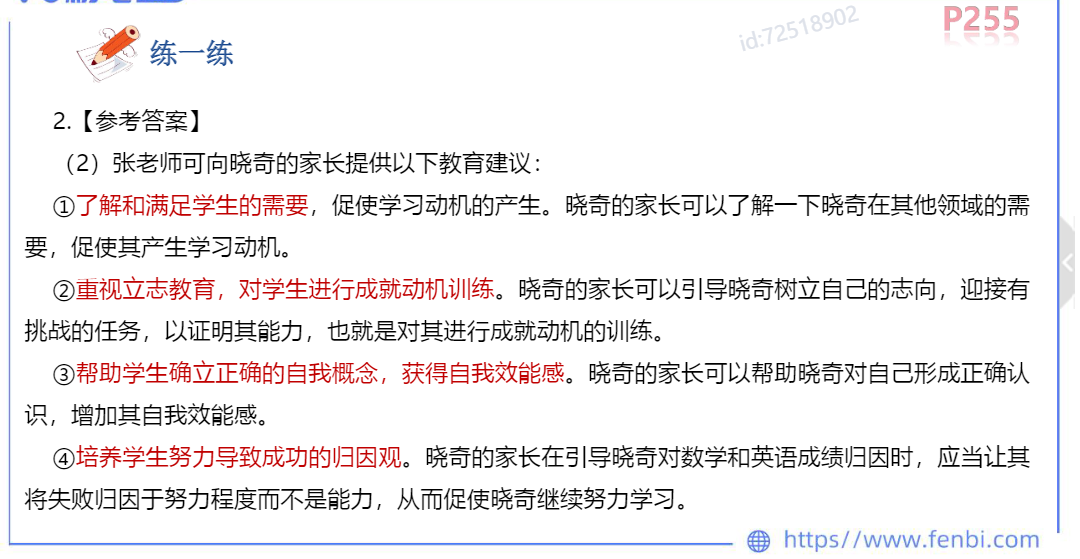 id:72518902
P255
练一练
2.【参考答案】
（2）张老师可向晓奇的家长提供以下教育建议：
①了解和满足学生的需要，促使学习动机的产生。晓奇的家长可以了解一下晓奇在其他领域的需
要，促使其产生学习动机。
②重视立志教育，对学生进行成就动机训练。晓奇的家长可以引导晓奇树立自己的志向，迎接有
挑战的任务，以证明其能力，也就是对其进行成就动机的训练。
③帮助学生确立正确的自我概念，获得自我效能感。晓奇的家长可以帮助晓奇对自己形成正确认
识，增加其自我效能感。
④培养学生努力导致成功的归因观。晓奇的家长在引导晓奇对数学和英语成绩归因时，应当让其
将失败归因于努力程度而不是能力，从而促使晓奇继续努力学习。
https//www.fenbi.com